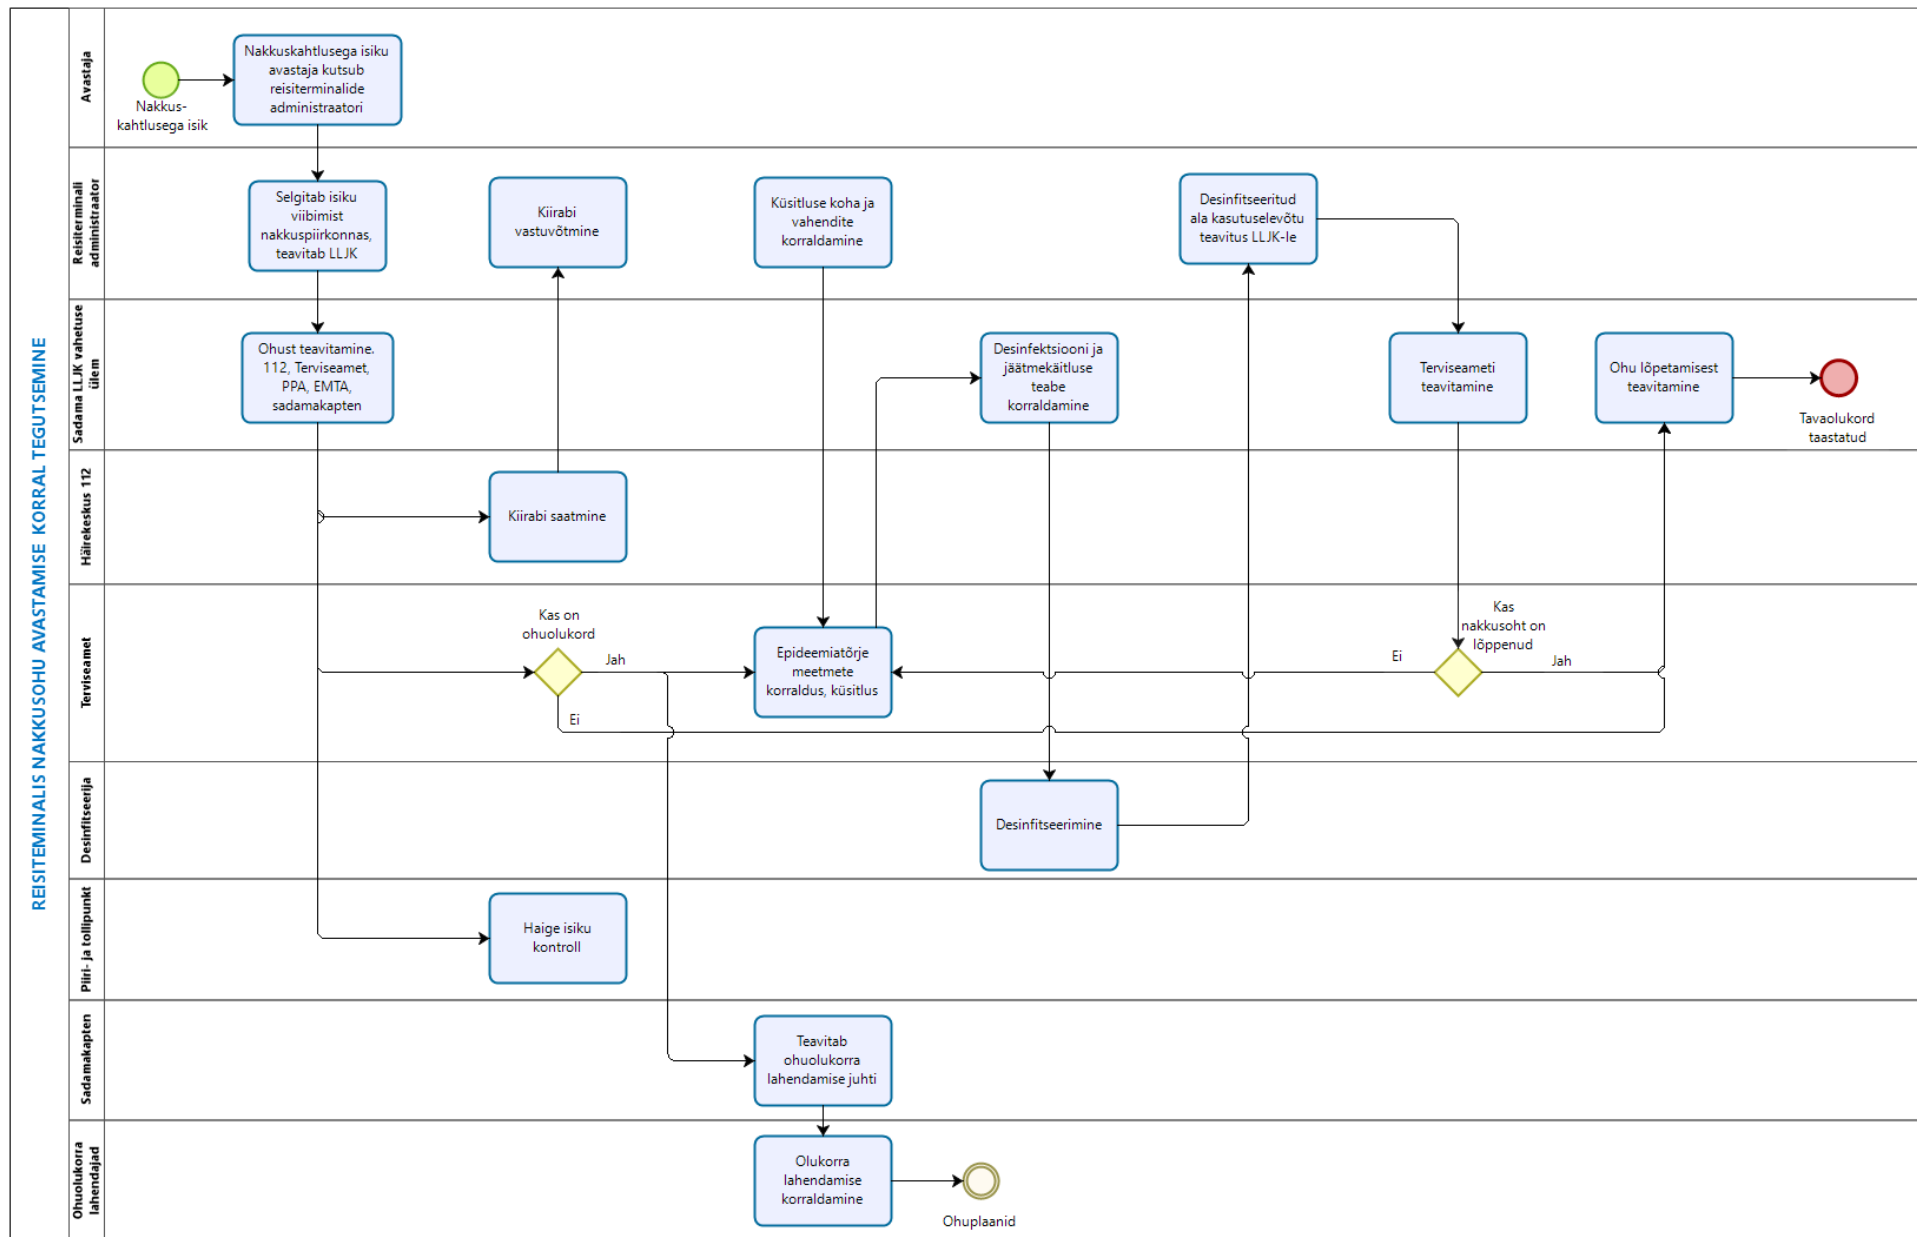 REISITEMINALIS NAKKUSOHU AVASTAMISE KORRAL TEGUTSEMINE
Avastaja
Nakkus-
kahtlusega isik
Nakkuskahtlusega isiku
avastaja kutsub
reisiterminalide
administraatori
Reisiterminali
administraator
Selgitab isiku
viibimist
nakkuspiirkonnas,
teavitab LLJK
Kiirabi
vastuvõtmine
Küsitluse koha ja
vahendite
korraldamine
Desinfitseeritud
ala kasutuselevõtu
teavitus LLJK-le
Sadama LLJK vahetuse
ülem
Ohust teavitamine.
112, Terviseamet,
PPA, EMTA,
sadamakapten
Desinfektsiooni ja
jäätmekäitluse
teabe
korraldamine
Terviseameti
teavitamine
Ohu lõpetamisest
teavitamine
Tavaolukord
taastatud
Häirekeskus 112
Kiirabi saatmine
Terviseamet
Kas on
ohuolukord
Jah
Ei
Epideemiatõrje
meetmete
korraldus, küsitlus
Kas
nakkusoht on
lõppenud
Ei
Jah
Desinfitseerija
Desinfitseerimine
Piiri- ja tollipunkt
Haige isiku
kontroll
Sadamakapten
Teavitab
ohuolukorra
lahendamise juhti
Ohuolukorra
lahendajad
Olukorra
lahendamise
korraldamine
Ohuplaanid